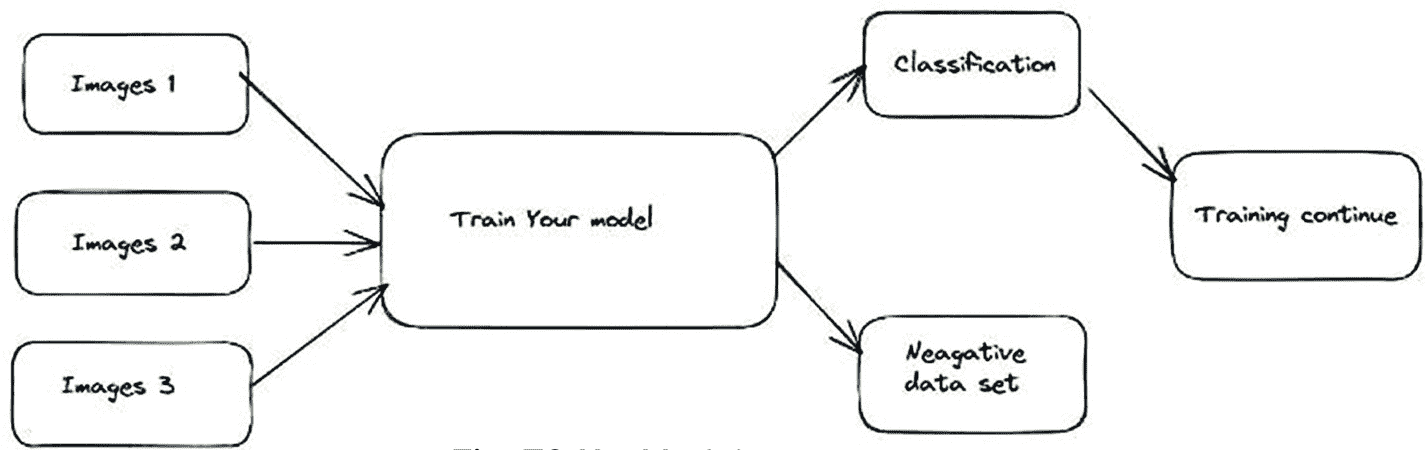 Images 1
Images 2
Images 3
Train Your model
Classification
Training continue
Neagative
data set